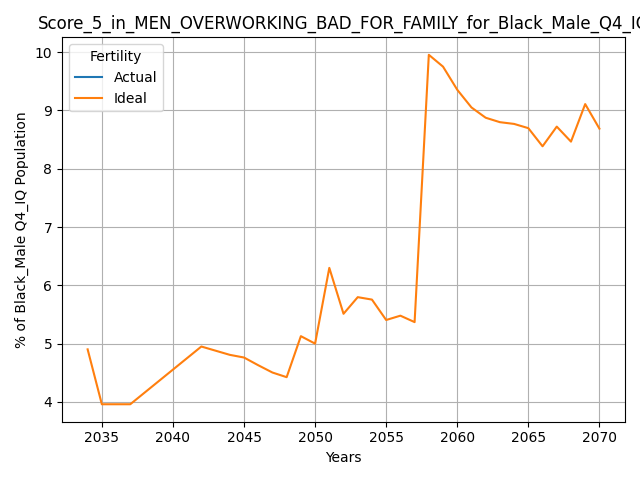 Score_5_in_MEN_OVERWORKING_BAD_FOR_FAMILY_for_Black_Male_Q4_IQ
Fertility
Actual
Ideal
% of Black_Male Q4_IQ Population
10
9
8
7
6
5
4
2035 2040 2045 2050 2055 2060 2065 2070
Years